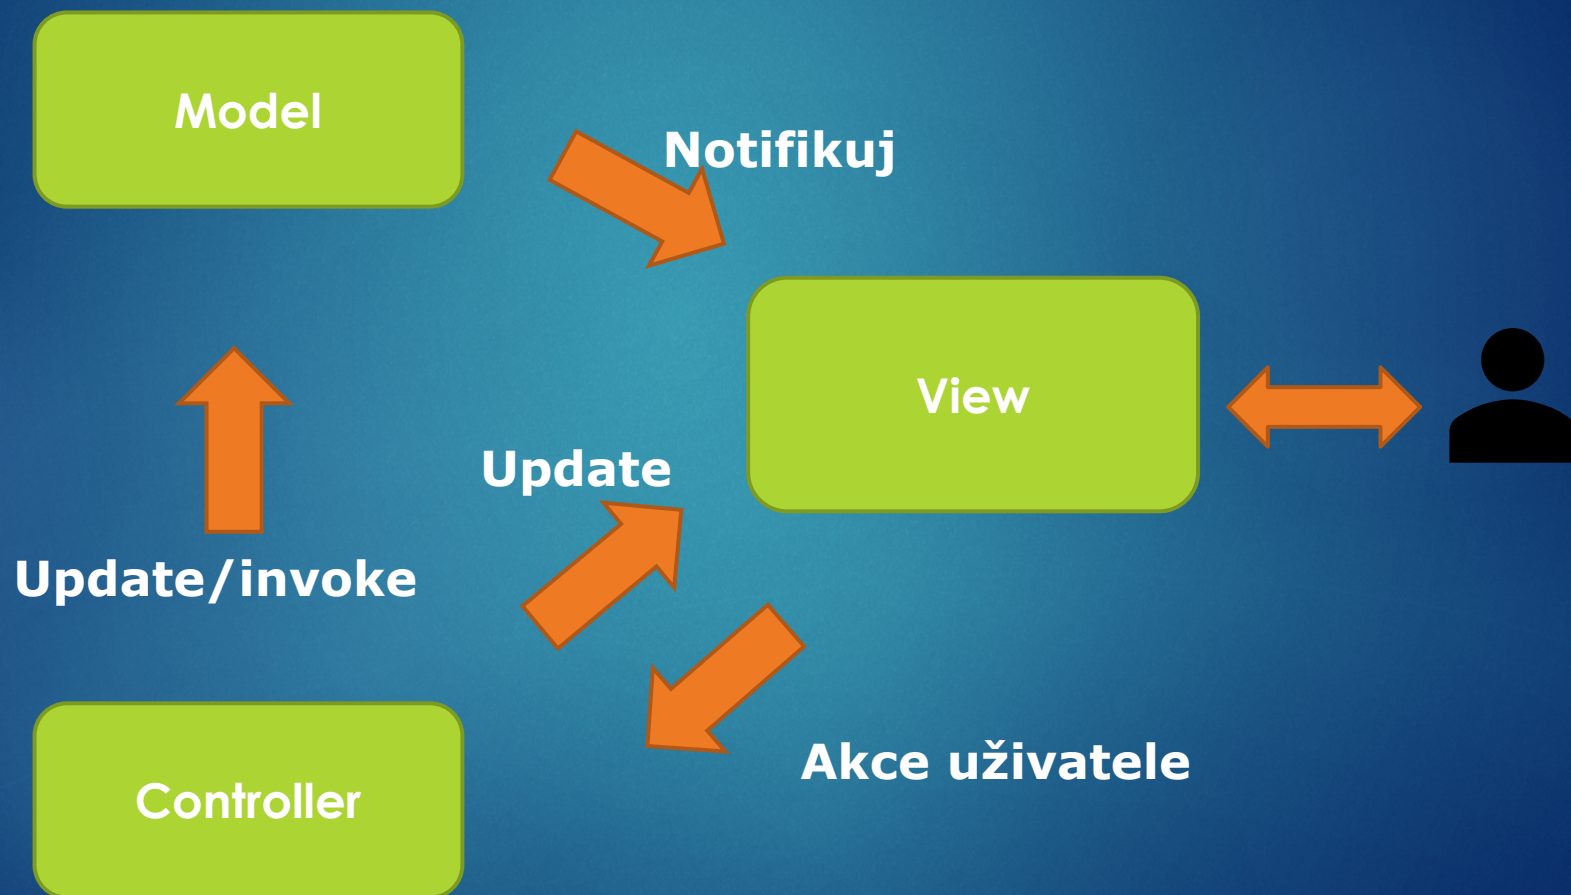 Model
Notifikuj
View
Update
Update/invoke
Akce uživatele
Controller